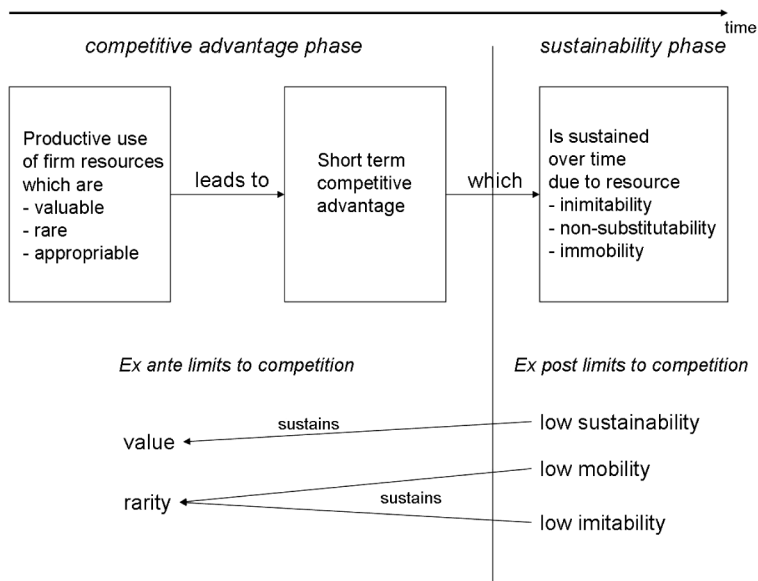 time
competitive advantage phase
sustainability phase
Productive use
of firm resources
which are
- valuable
- rare
- appropriable
leads to
Short term
competitive
advantage
which
Is sustained
over time
due to resource
- inimitability
- non-substitutability
- immobility
Ex ante limits to competition
Ex post limits to competition
value
sustains
low sustainability
rarity
sustains
low mobility
low imitability